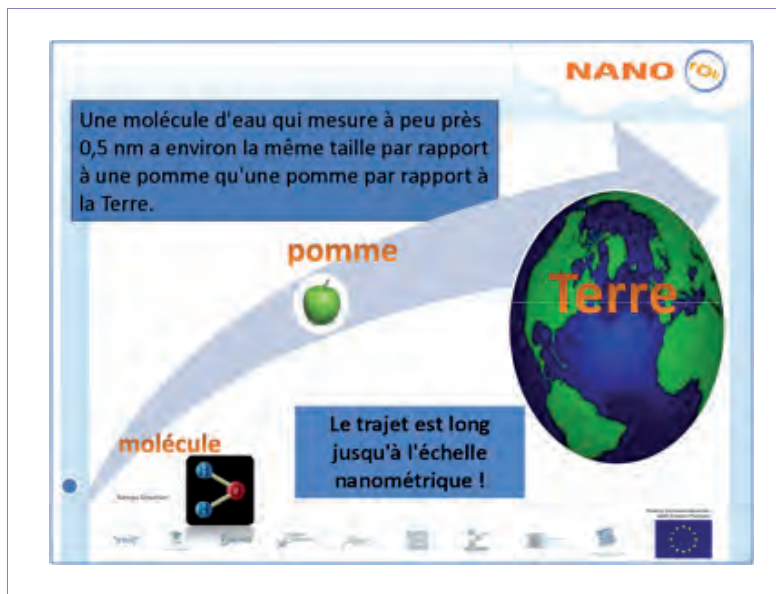 NANO YOU
Une molécule d'eau qui mesure à peu près
0,5 nm a environ la même taille par rapport
à une pomme qu'une pomme par rapport à
la Terre.
pomme
Terre
Le trajet est long
jusqu'à l'échelle
nanométrique !
molécule
H
O
H